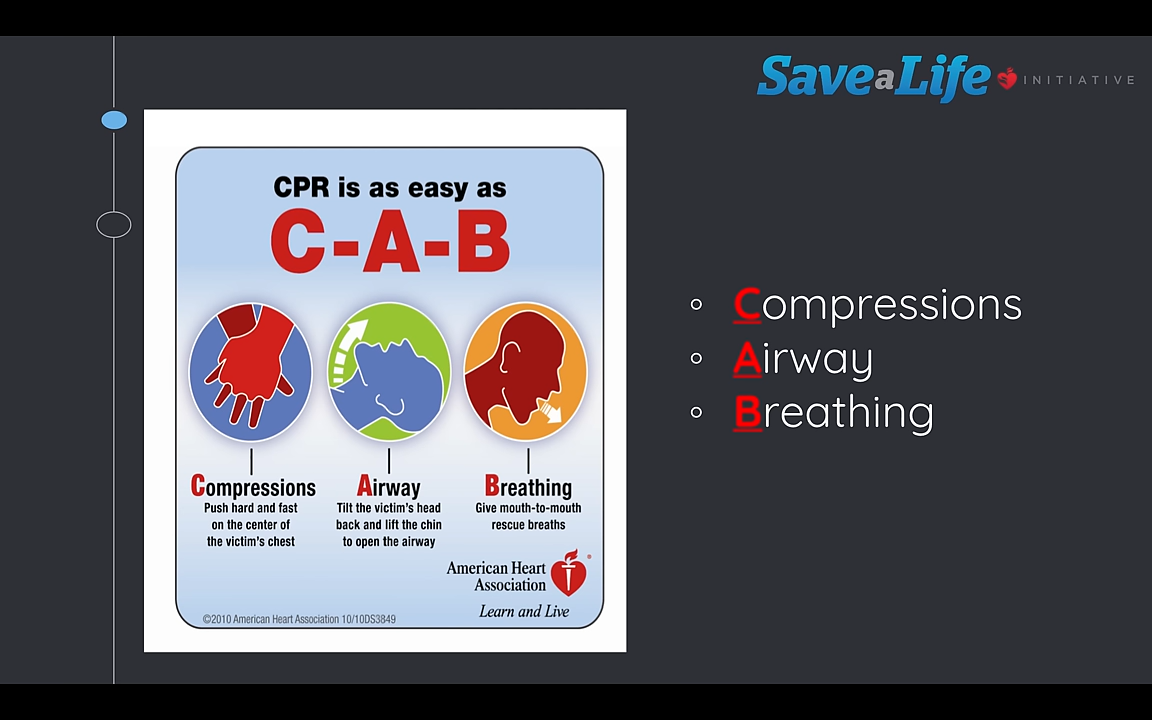 SaveaLife INITIATIVE
CPR is as easy as
C-A-B
Compressions
Push hard and fast
on the center of
the victim's chest
Airway
Tilt the victim's head
back and lift the chin
to open the airway
Breathing
Give mouth-to-mouth
rescue breaths
American Heart
Association
Learn and Live
©2010 American Heart Association 10/10DS3849
Compressions
Airway
Breathing